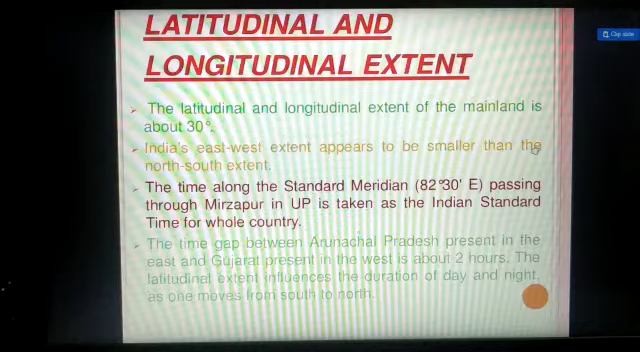 LATITUDINAL AND
LONGITUDINAL EXTENT
The latitudinal and longitudinal extent of the mainland is
about 30°.
India's east-west extent appears to be smaller than the
north-south extent.
The time along the Standard Meridian (82°30' E) passing
through Mirzapur in UP is taken as the Indian Standard
Time for whole country.
The time gap between Arunachal Pradesh present in the
east and Gujarat present in the west is about 2 hours. The
latitudinal extent influences the duration of day and night,
as one moves from south to north.
Clip slide